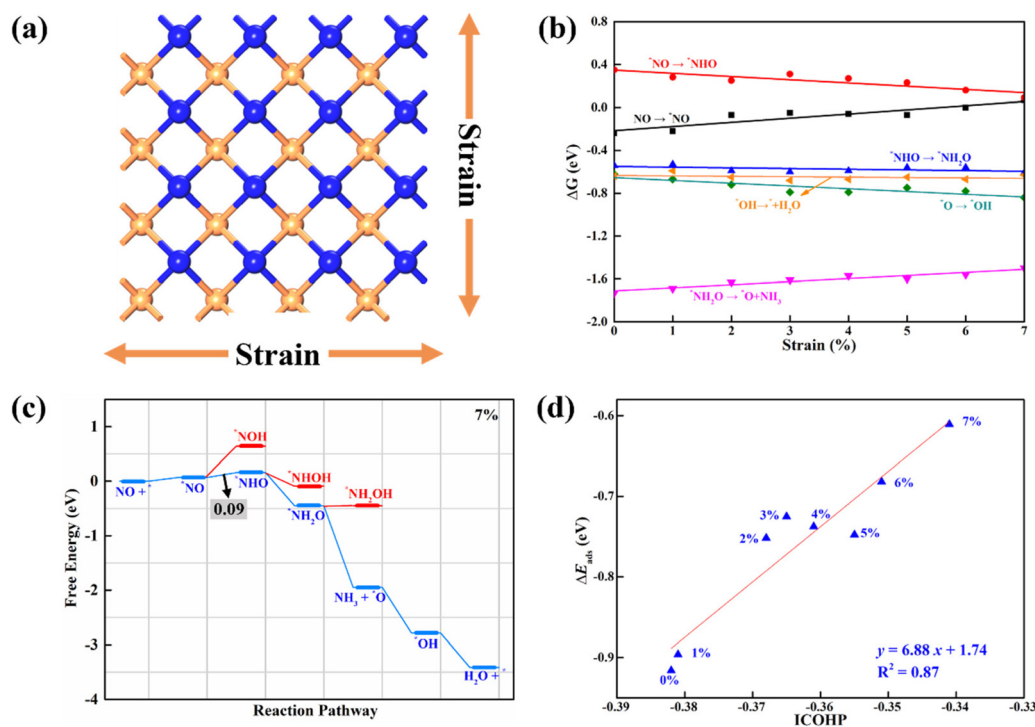 (a)
Strain
Strain
(b)
ΔG (eV)
0.8
0.4
0.0
-0.4
-0.8
-1.2
-1.6
-2.0
*NO → *NHO
NO → *NO
*NHO → *NH₂O
*OH → * + H₂O
*O → *OH
*NH₂O → *O+NH₃
0 1 2 3 4 5 6 7
Strain (%)
(c)
7%
Free Energy (eV)
1
0
-1
-2
-3
-4
NO + *
*NO
*NOH
*NHO
0.09
*NHOH
*NH₂O
*NH₂OH
NH₃ + *O
*OH
H₂O + *
Reaction Pathway
(d)
ΔE_ads (eV)
-0.6
-0.7
-0.8
-0.9
7%
6%
3%
4%
2%
5%
1%
0%
y = 6.88 x + 1.74
R² = 0.87
-0.39 -0.38 -0.37 -0.36 -0.35 -0.34 -0.33
ICOHP